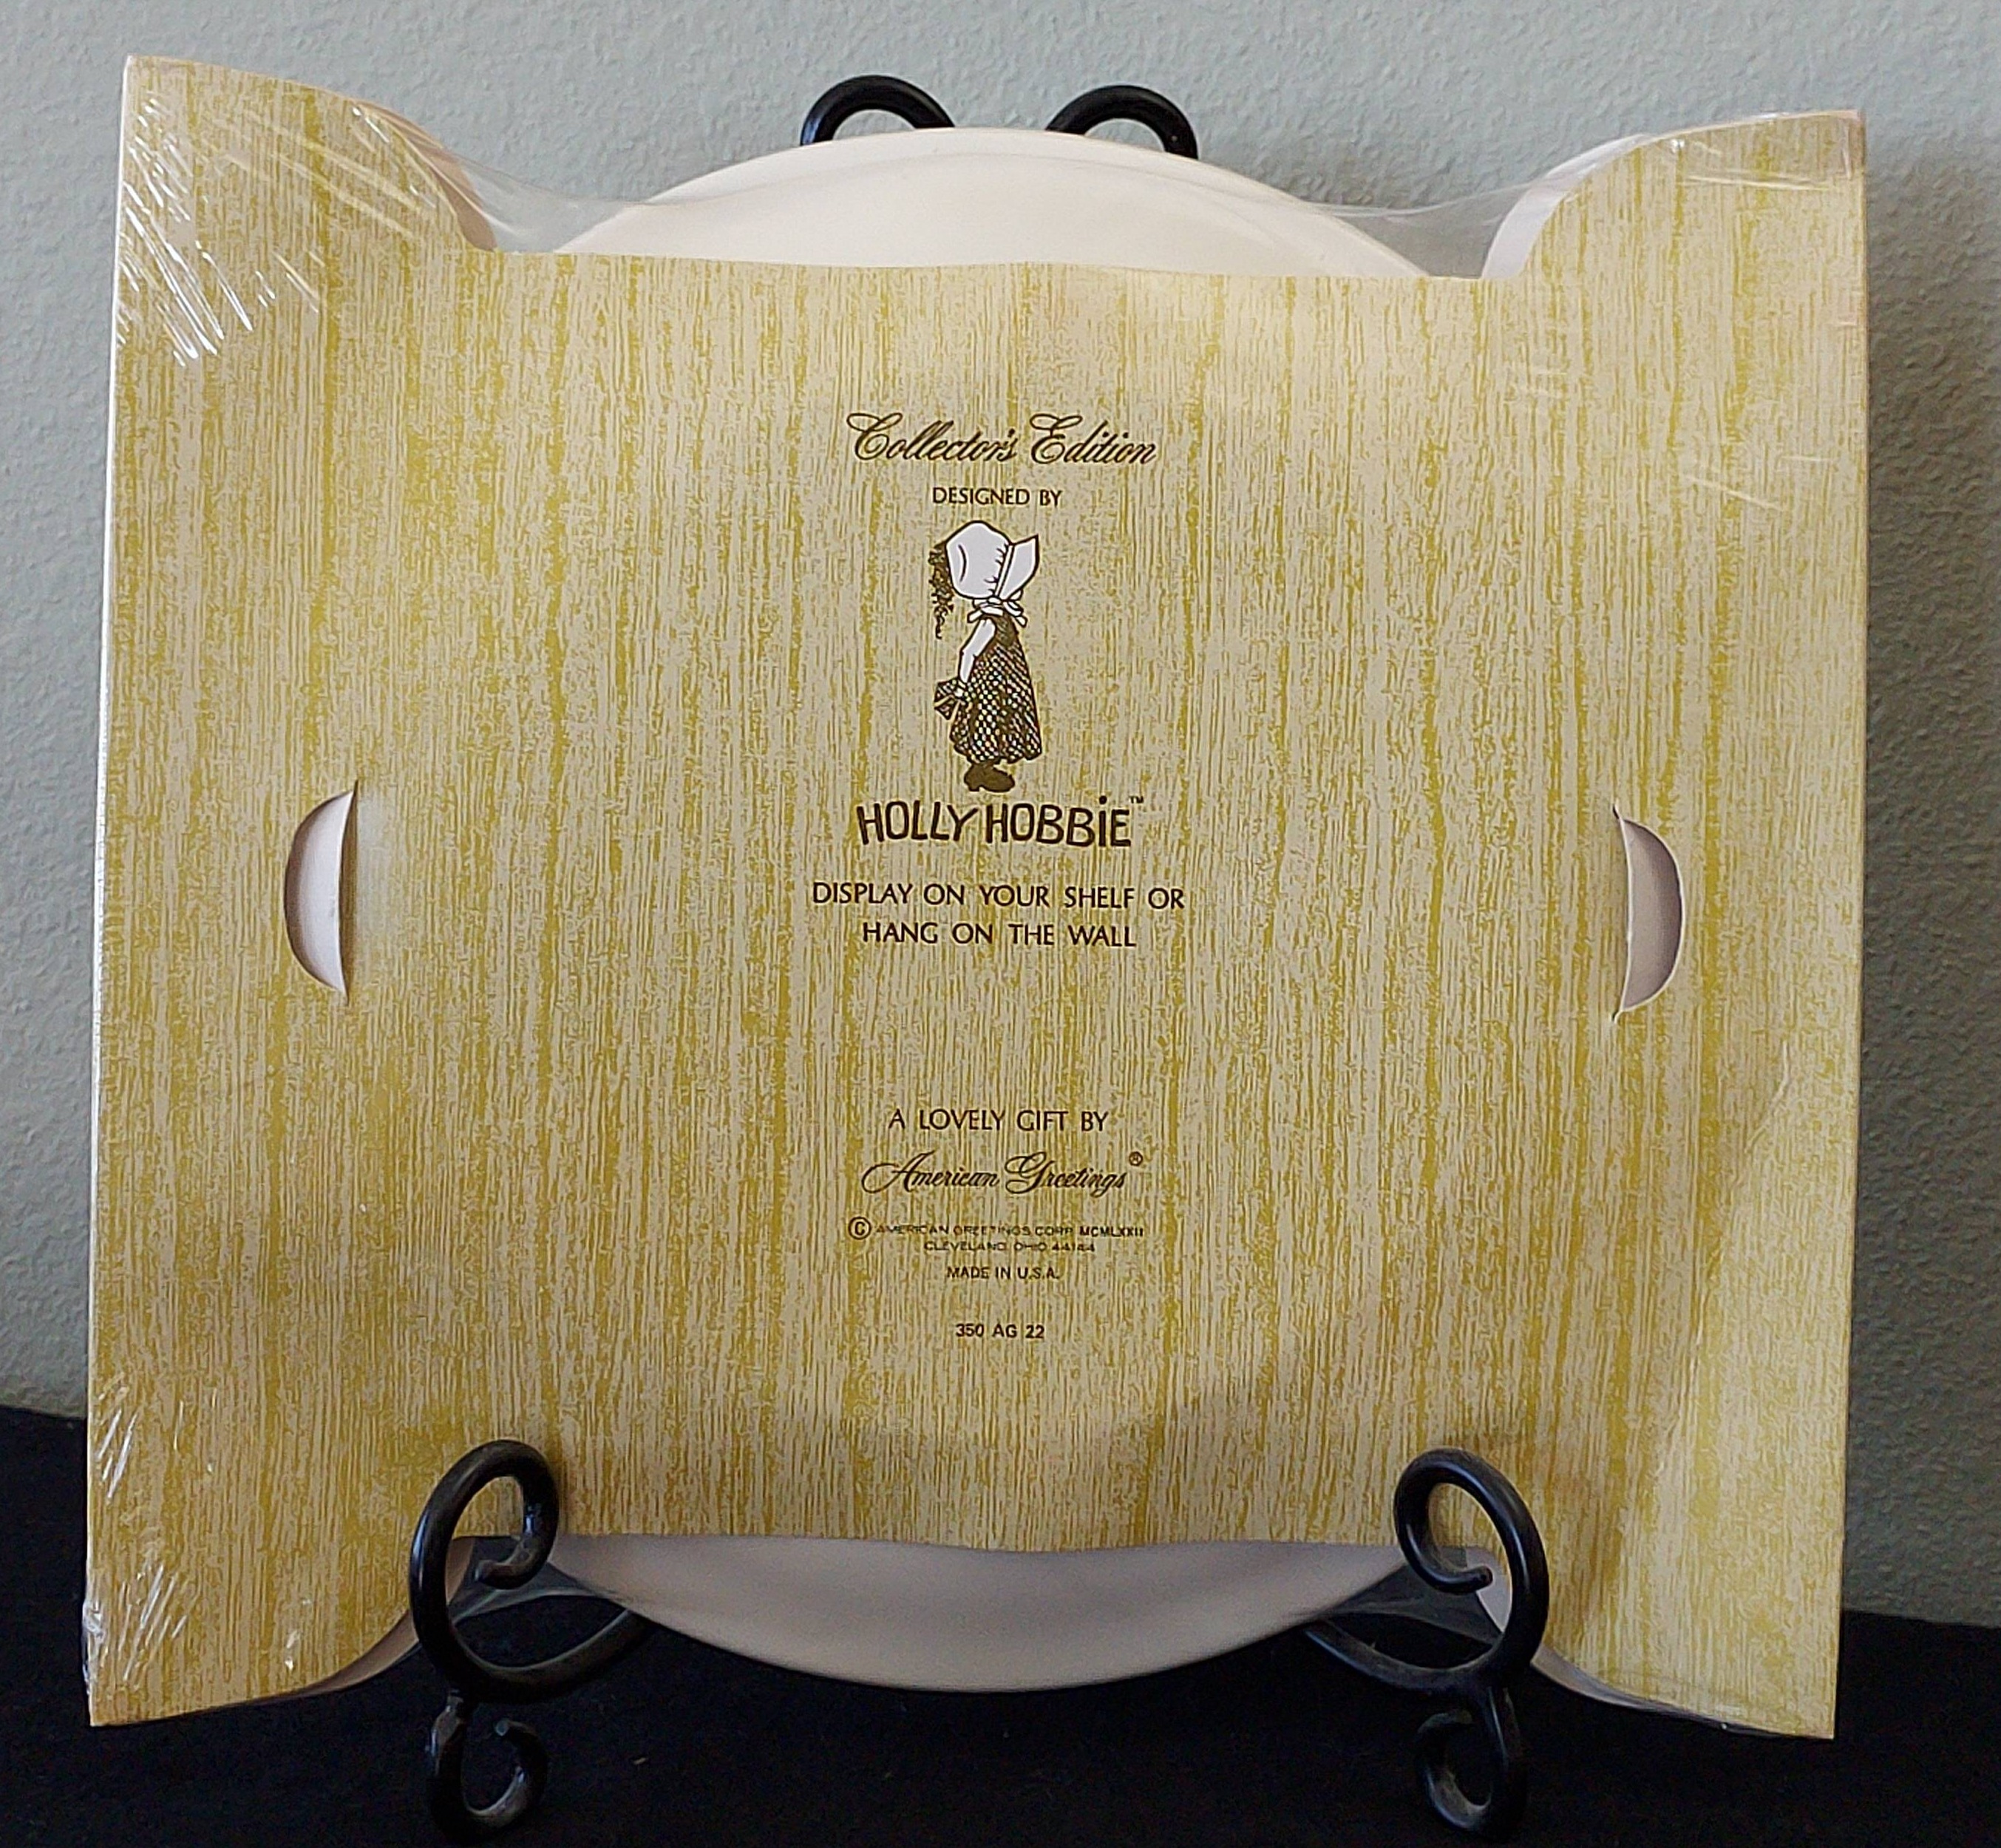 Collector's Edition
DESIGNED BY
HOLLY HOBBiE™
DISPLAY ON YOUR SHELF OR
HANG ON THE WALL
A LOVELY GIFT BY
American Greetings®
© AMERICAN GREETINGS CORP. MCMLXXII
CLEVELAND, OHIO 44144
MADE IN U.S.A.
350 AG 22